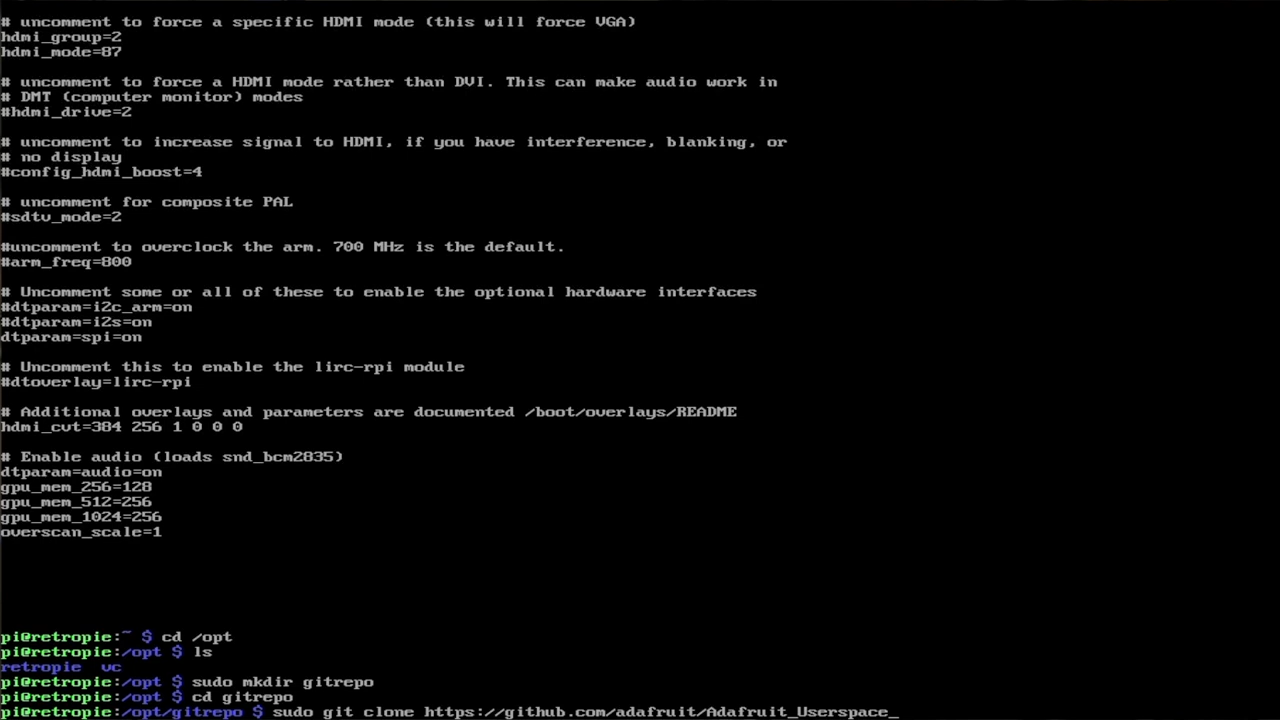 # uncomment to force a specific HDMI mode (this will force VGA)
hdmi_group=2
hdmi_mode=87
# uncomment to force a HDMI mode rather than DVI. This can make audio work in
# DMT (computer monitor) modes
#hdmi_drive=2
# uncomment to increase signal to HDMI, if you have interference, blanking, or
# no display
#config_hdmi_boost=4
# uncomment for composite PAL
#sdtv_mode=2
#uncomment to overclock the arm. 700 MHz is the default.
#arm_freq=800
# Uncomment some or all of these to enable the optional hardware interfaces
#dtparam=i2c_arm=on
#dtparam=i2s=on
dtparam=spi=on
# Uncomment this to enable the lirc-rpi module
#dtoverlay=lirc-rpi
# Additional overlays and parameters are documented /boot/overlays/README
hdmi_cvt=384 256 1 0 0 0
# Enable audio (loads snd_bcm2835)
dtparam=audio=on
gpu_mem_256=128
gpu_mem_512=256
gpu_mem_1024=256
overscan_scale=1
pi@retropie:~ $ cd /opt
pi@retropie:/opt $ ls
retropie  vc
pi@retropie:/opt $ sudo mkdir gitrepo
pi@retropie:/opt $ cd gitrepo
pi@retropie:/opt/gitrepo $ sudo git clone https://github.com/adafruit/Adafruit_Userspace_